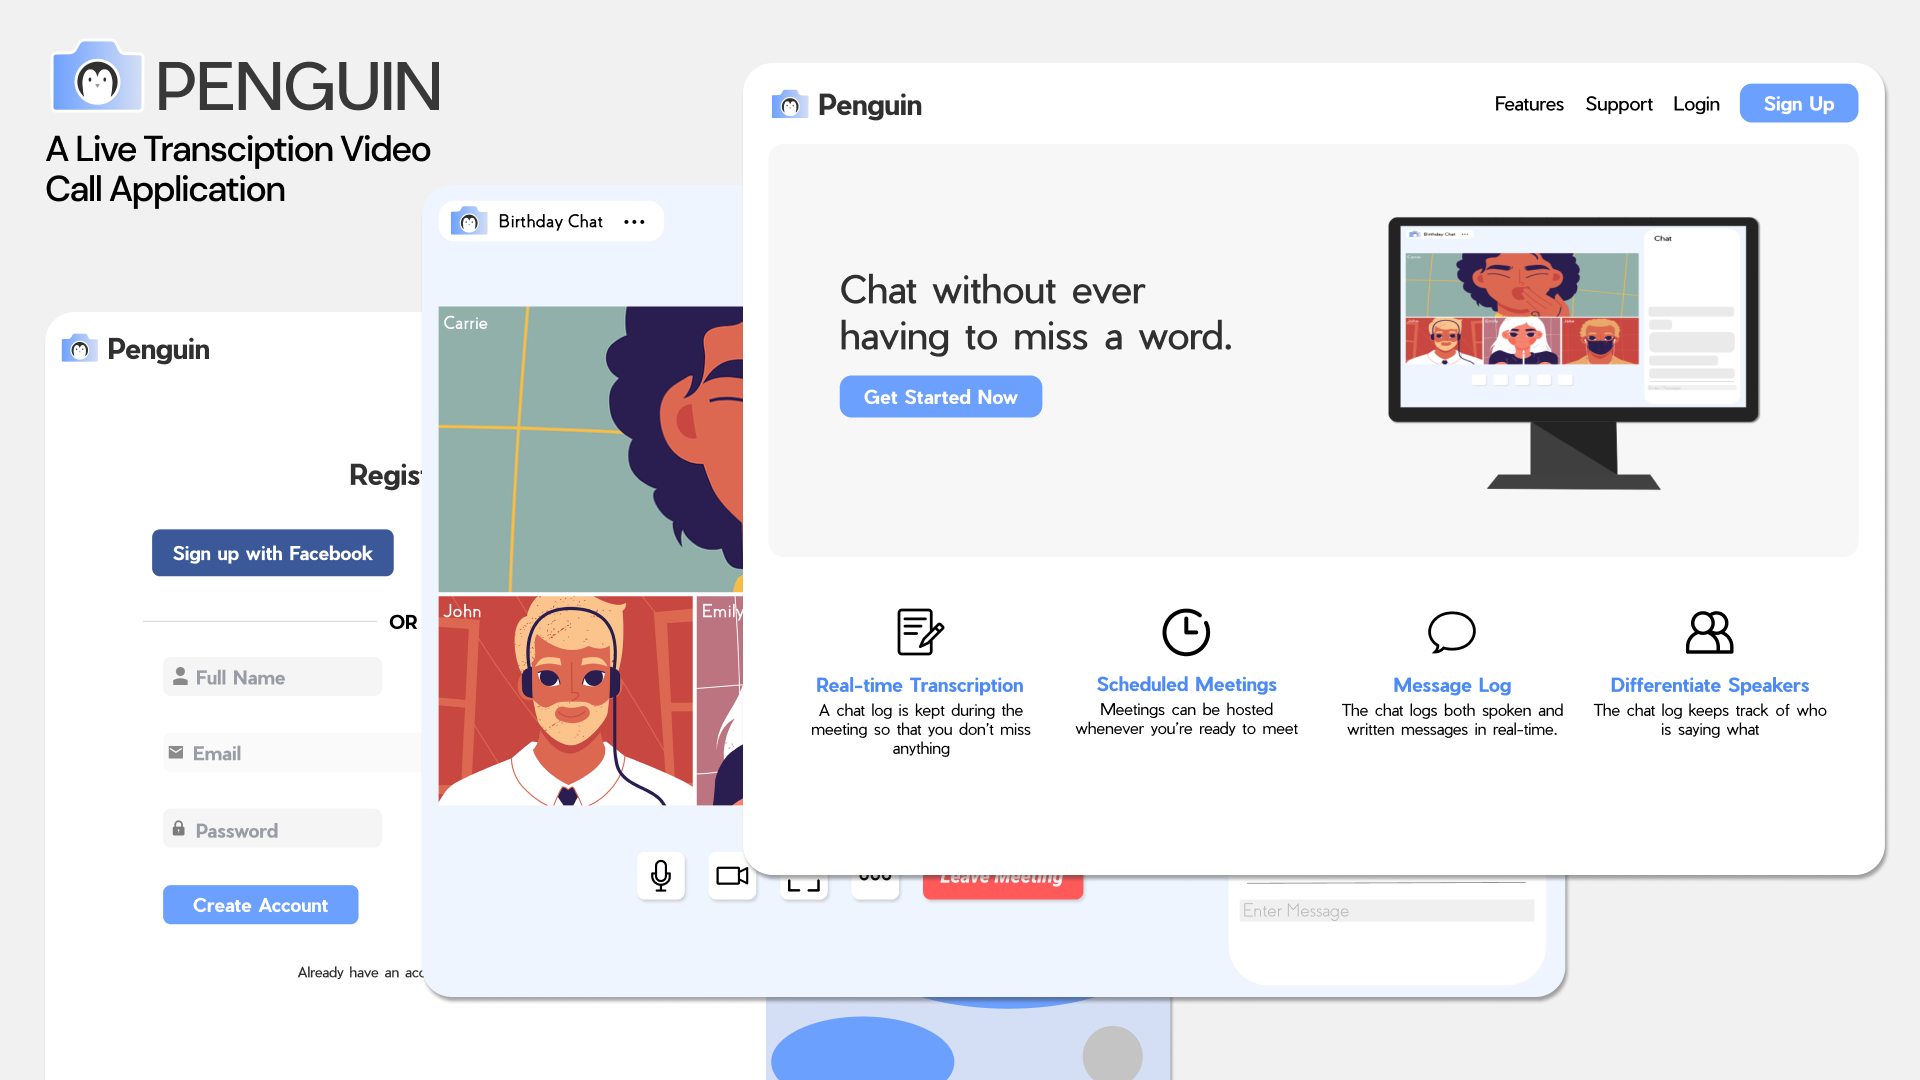 PENGUIN
A Live Transciption Video
Call Application
Penguin
Features Support Login Sign Up
Chat without ever
having to miss a word.
Get Started Now
Birthday Chat ...
Carrie
Chat
Real-time Transcription
A chat log is kept during the
meeting so that you don't miss
anything
Scheduled Meetings
Meetings can be hosted
whenever you're ready to meet
Message Log
The chat logs both spoken and
written messages in real-time.
Differentiate Speakers
The chat log keeps track of who
is saying what
Birthday Chat ...
Carrie
John
Emily
Leave Meeting
Enter Message
Penguin
Regist
Sign up with Facebook
OR
Full Name
Email
Password
Create Account
Already have an acc